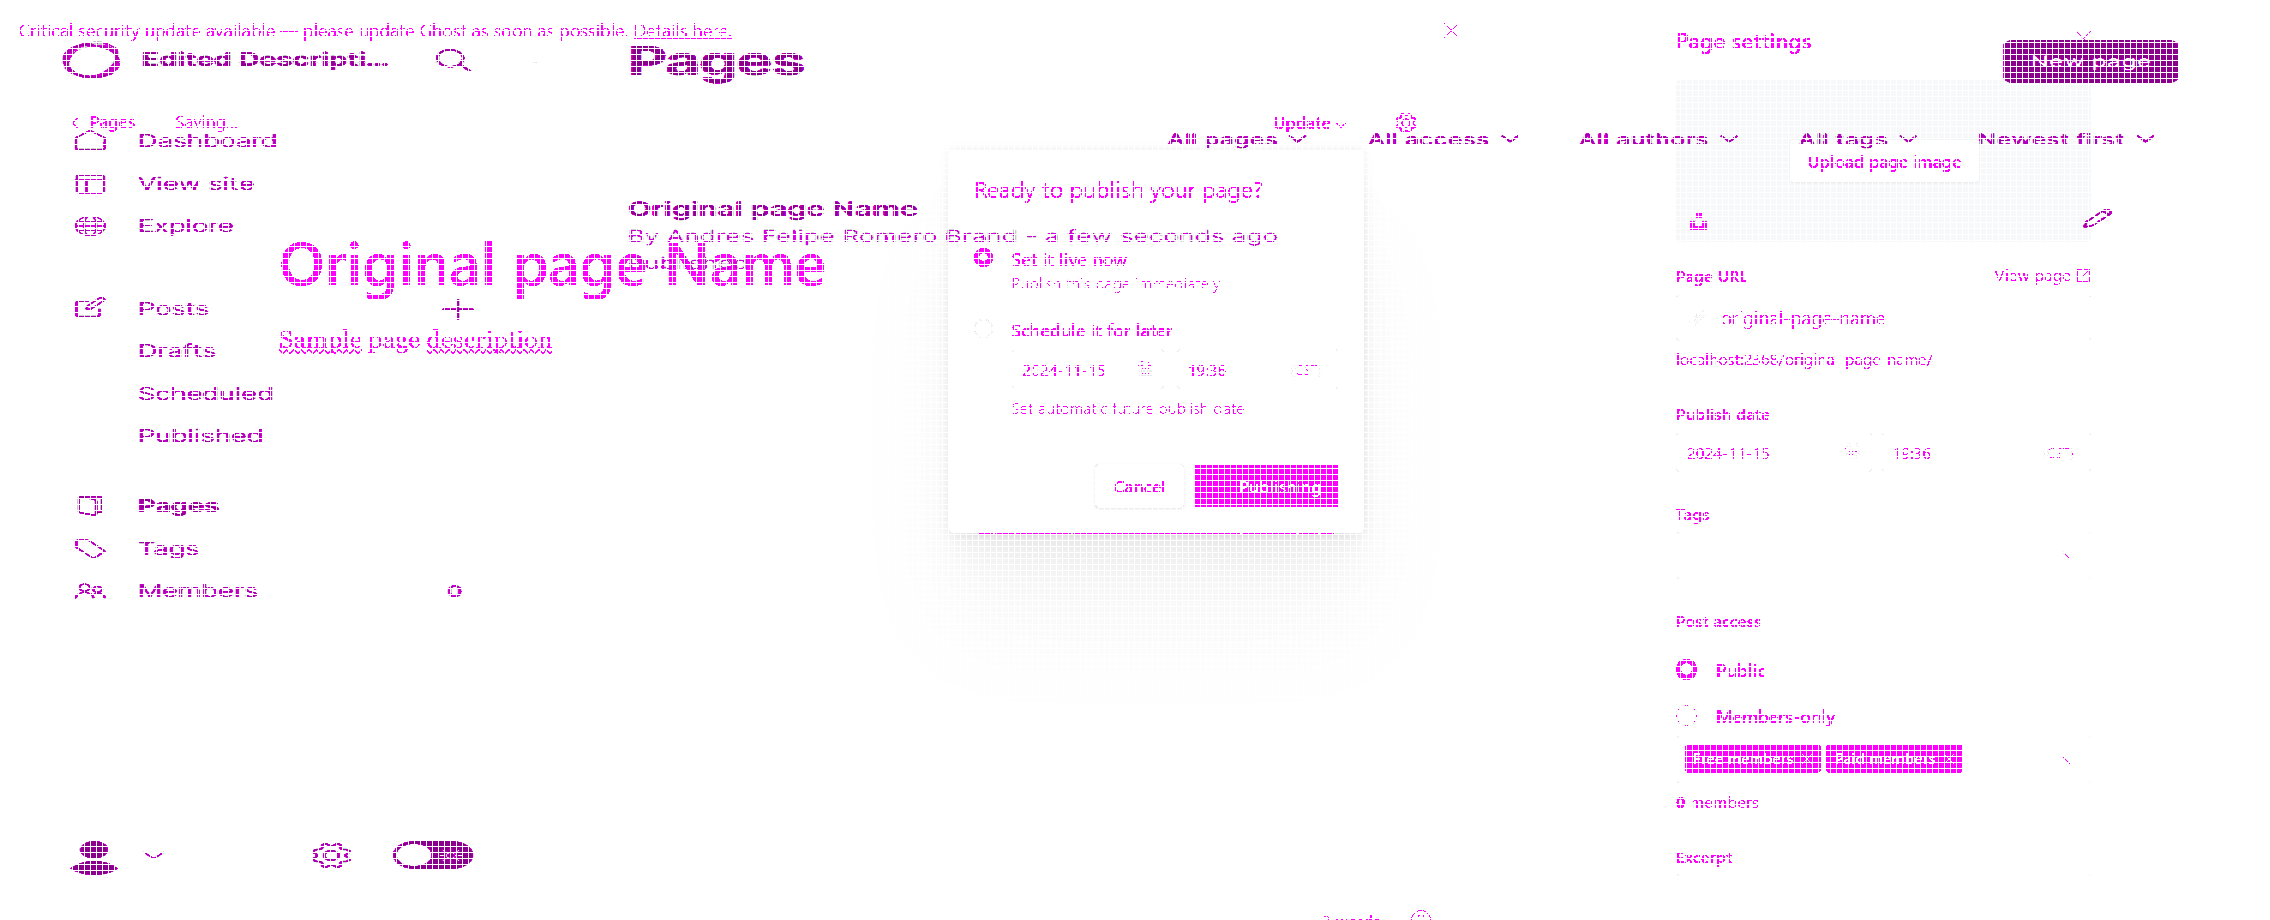 Critical security update available — please update Ghost as soon as possible. Details here.
Edited Descripti...
Pages
Page settings
New page
Pages
Saving...
Update
Dashboard
All pages
All access
All authors
All tags
Newest first
Upload page image
View site
Ready to publish your page?
Original page Name
Explore
By Andres Felipe Romero Brand - a few seconds ago
Original page Name
Set it live now
Publish this page immediately
Page URL
View page
Posts
original-page-name
Schedule it for later
Sample page description
Drafts
localhost:2368/original-page-name/
2024-11-15
19:36
CST
Scheduled
Set automatic future publish date
Publish date
Published
2024-11-15
19:36
CST
Cancel
Publishing
Pages
Tags
Tags
Members
0
Post access
Public
Members-only
Free members ×
Paid members ×
0 members
Excerpt